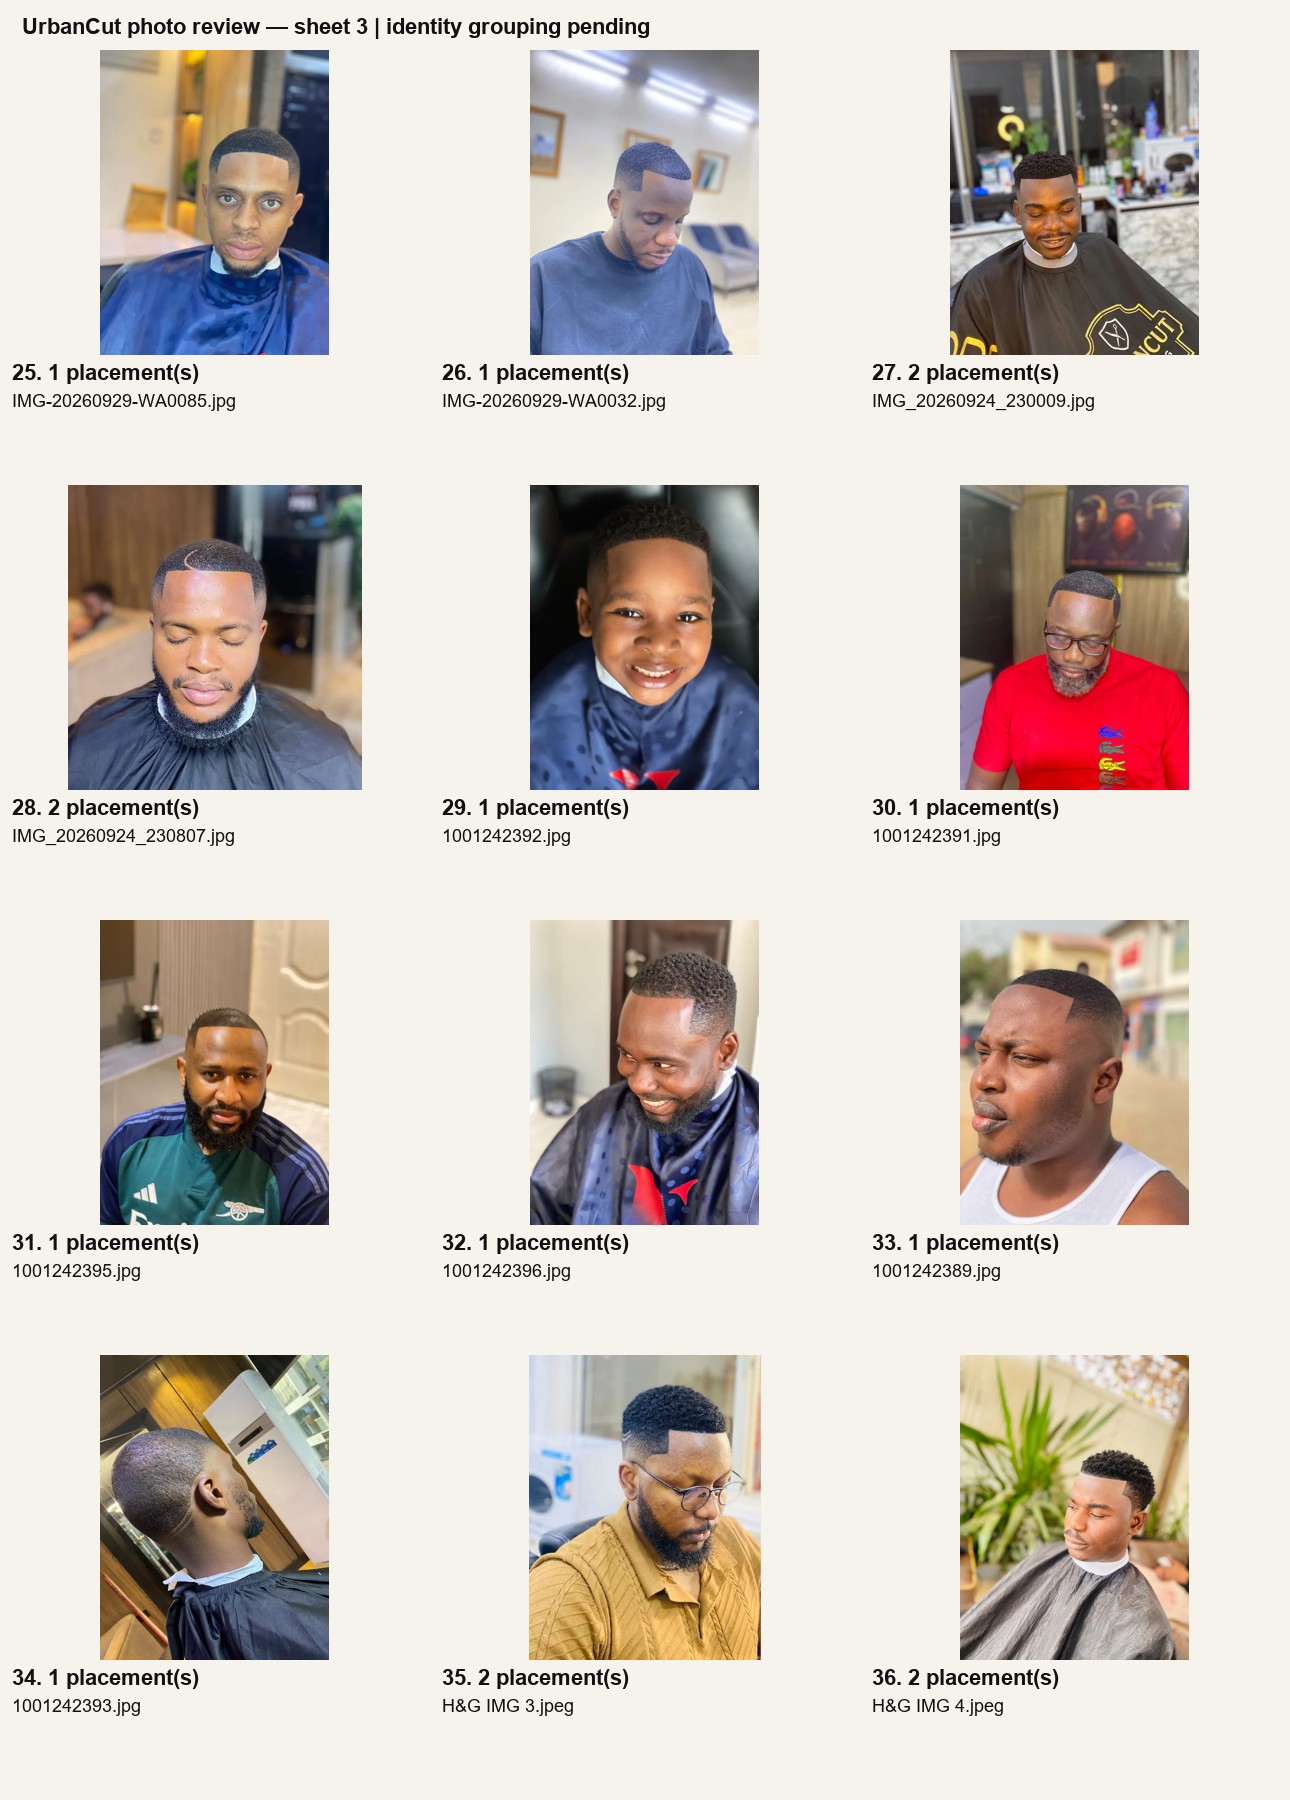 UrbanCut photo review — sheet 3 | identity grouping pending
NCUT
25. 1 placement(s)
IMG-20260929-WA0085.jpg
26. 1 placement(s)
IMG-20260929-WA0032.jpg
27. 2 placement(s)
IMG_20260924_230009.jpg
28. 2 placement(s)
IMG_20260924_230807.jpg
29. 1 placement(s)
1001242392.jpg
30. 1 placement(s)
1001242391.jpg
31. 1 placement(s)
1001242395.jpg
32. 1 placement(s)
1001242396.jpg
33. 1 placement(s)
1001242389.jpg
34. 1 placement(s)
1001242393.jpg
35. 2 placement(s)
H&G IMG 3.jpeg
36. 2 placement(s)
H&G IMG 4.jpeg